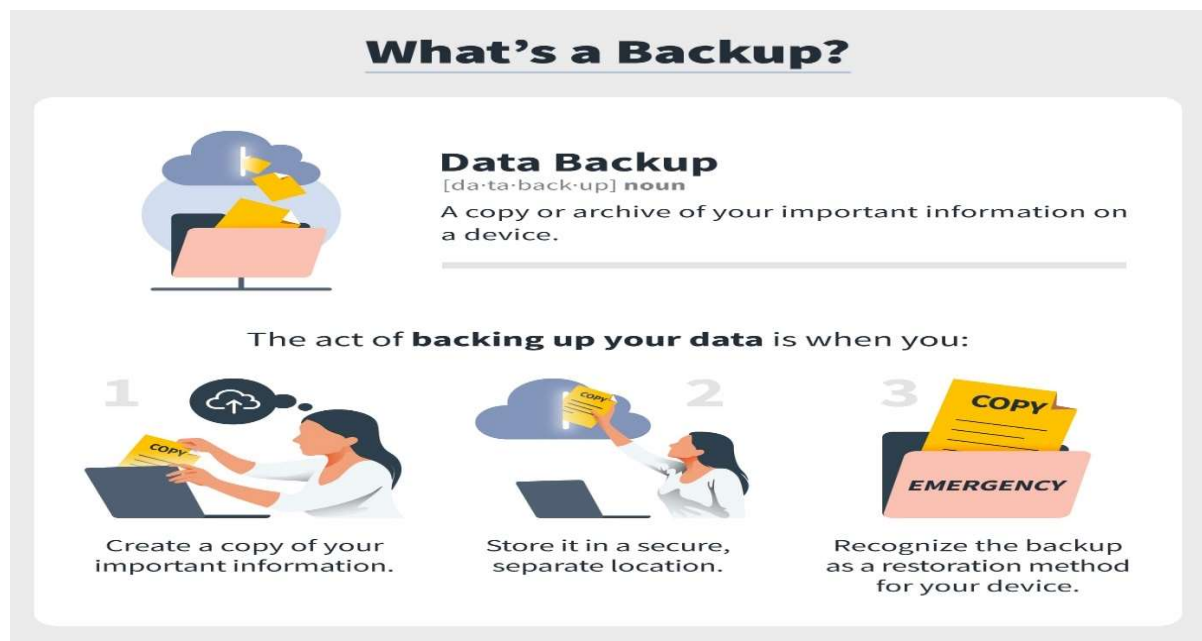 What's a Backup?
Data Backup
[da·ta·back·up] noun
A copy or archive of your important information on
a device.
The act of backing up your data is when you:
1
COPY
Create a copy of your
important information.
2
COPY
Store it in a secure,
separate location.
3
COPY
EMERGENCY
Recognize the backup
as a restoration method
for your device.